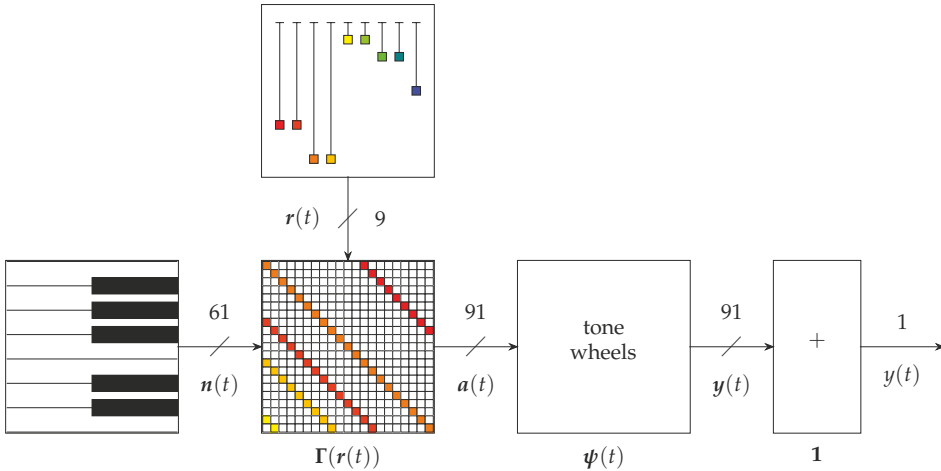 r(t) 9
61 91 91 1
tone
wheels
+
n(t) a(t) y(t) y(t)
Γ(r(t)) ψ(t) 1